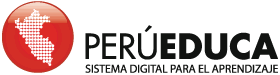 PERÚEDUCA
SISTEMA DIGITAL PARA EL APRENDIZAJE